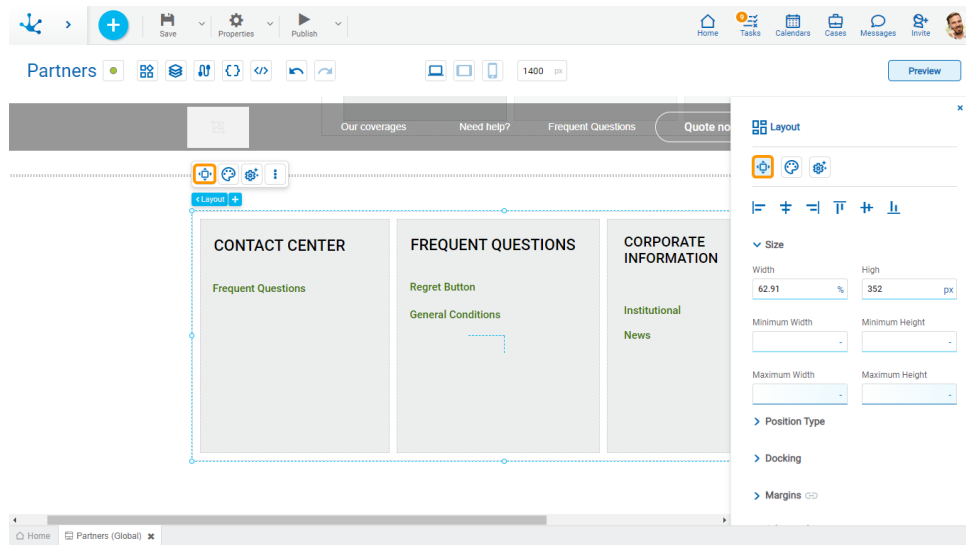 Save
Properties
Publish
Home
9
Tasks
Calendars
Cases
Messages
Invite
Partners
1400 px
Preview
Our coverages
Need help?
Frequent Questions
Quote no
Layout
Layout +
CONTACT CENTER
Frequent Questions
FREQUENT QUESTIONS
Regret Button
General Conditions
CORPORATE
INFORMATION
Institutional
News
Size
Width
High
62.91 %
352 px
Minimum Width
Minimum Height
-
-
Maximum Width
Maximum Height
-
-
Position Type
Docking
Margins
Home
Partners (Global)